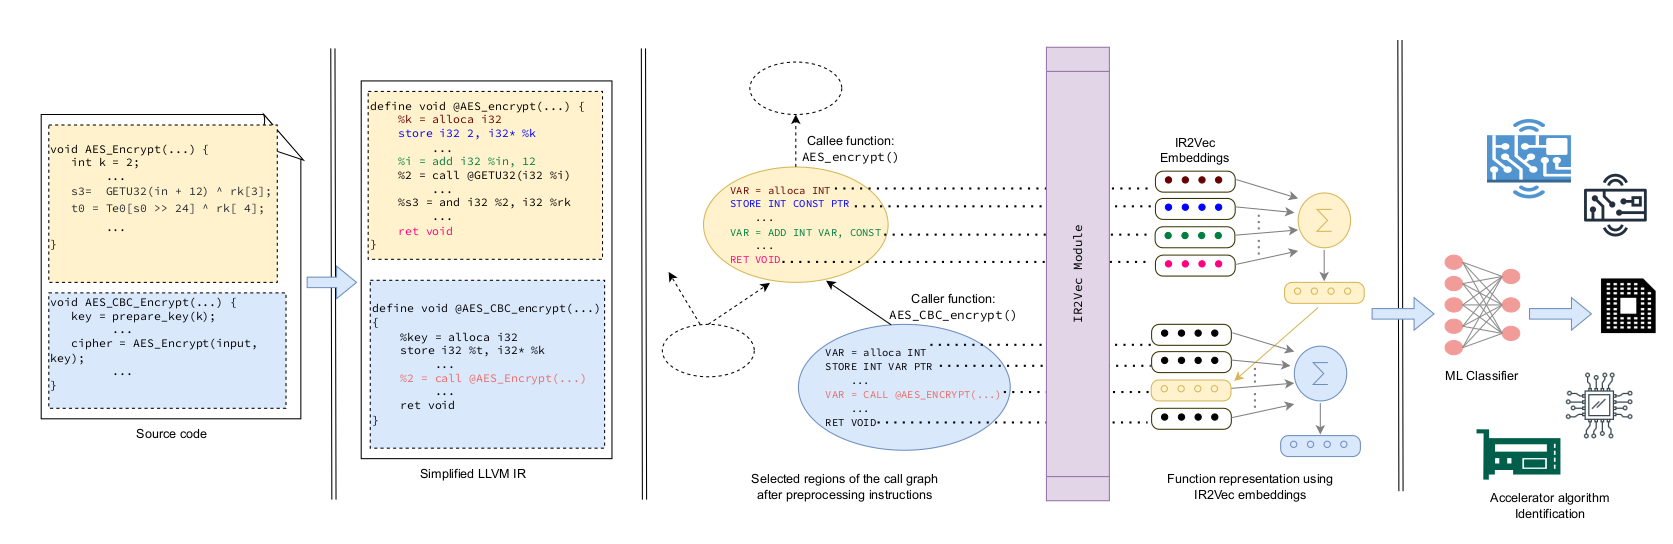 void AES_Encrypt(...) {
int k = 2;
...
s3=  GETU32(in + 12) ^ rk[3];
t0 = Te0[s0 >> 24] ^ rk[ 4];
...
}
void AES_CBC_Encrypt(...) {
key = prepare_key(k);
...
cipher = AES_Encrypt(input,
key);
...
}
Source code
define void @AES_encrypt(...) {
%k = alloca i32
store i32 2, i32* %k
...
%i = add i32 %in, 12
%2 = call @GETU32(i32 %i)
...
%s3 = and i32 %2, i32 %rk
...
ret void
}
define void @AES_CBC_encrypt(...)
{
%key = alloca i32
store i32 %t, i32* %k
...
%2 = call @AES_Encrypt(...)
...
ret void
}
Simplified LLVM IR
Callee function:
AES_encrypt()
VAR = alloca INT
STORE INT CONST PTR
...
VAR = ADD INT VAR, CONST
...
RET VOID
Caller function:
AES_CBC_encrypt()
VAR = alloca INT
STORE INT VAR PTR
...
VAR = CALL @AES_ENCRYPT(...)
...
RET VOID
Selected regions of the call graph
after preprocessing instructions
IR2Vec Module
IR2Vec
Embeddings
∑
∑
Function representation using
IR2Vec embeddings
ML Classifier
Accelerator algorithm
Identification